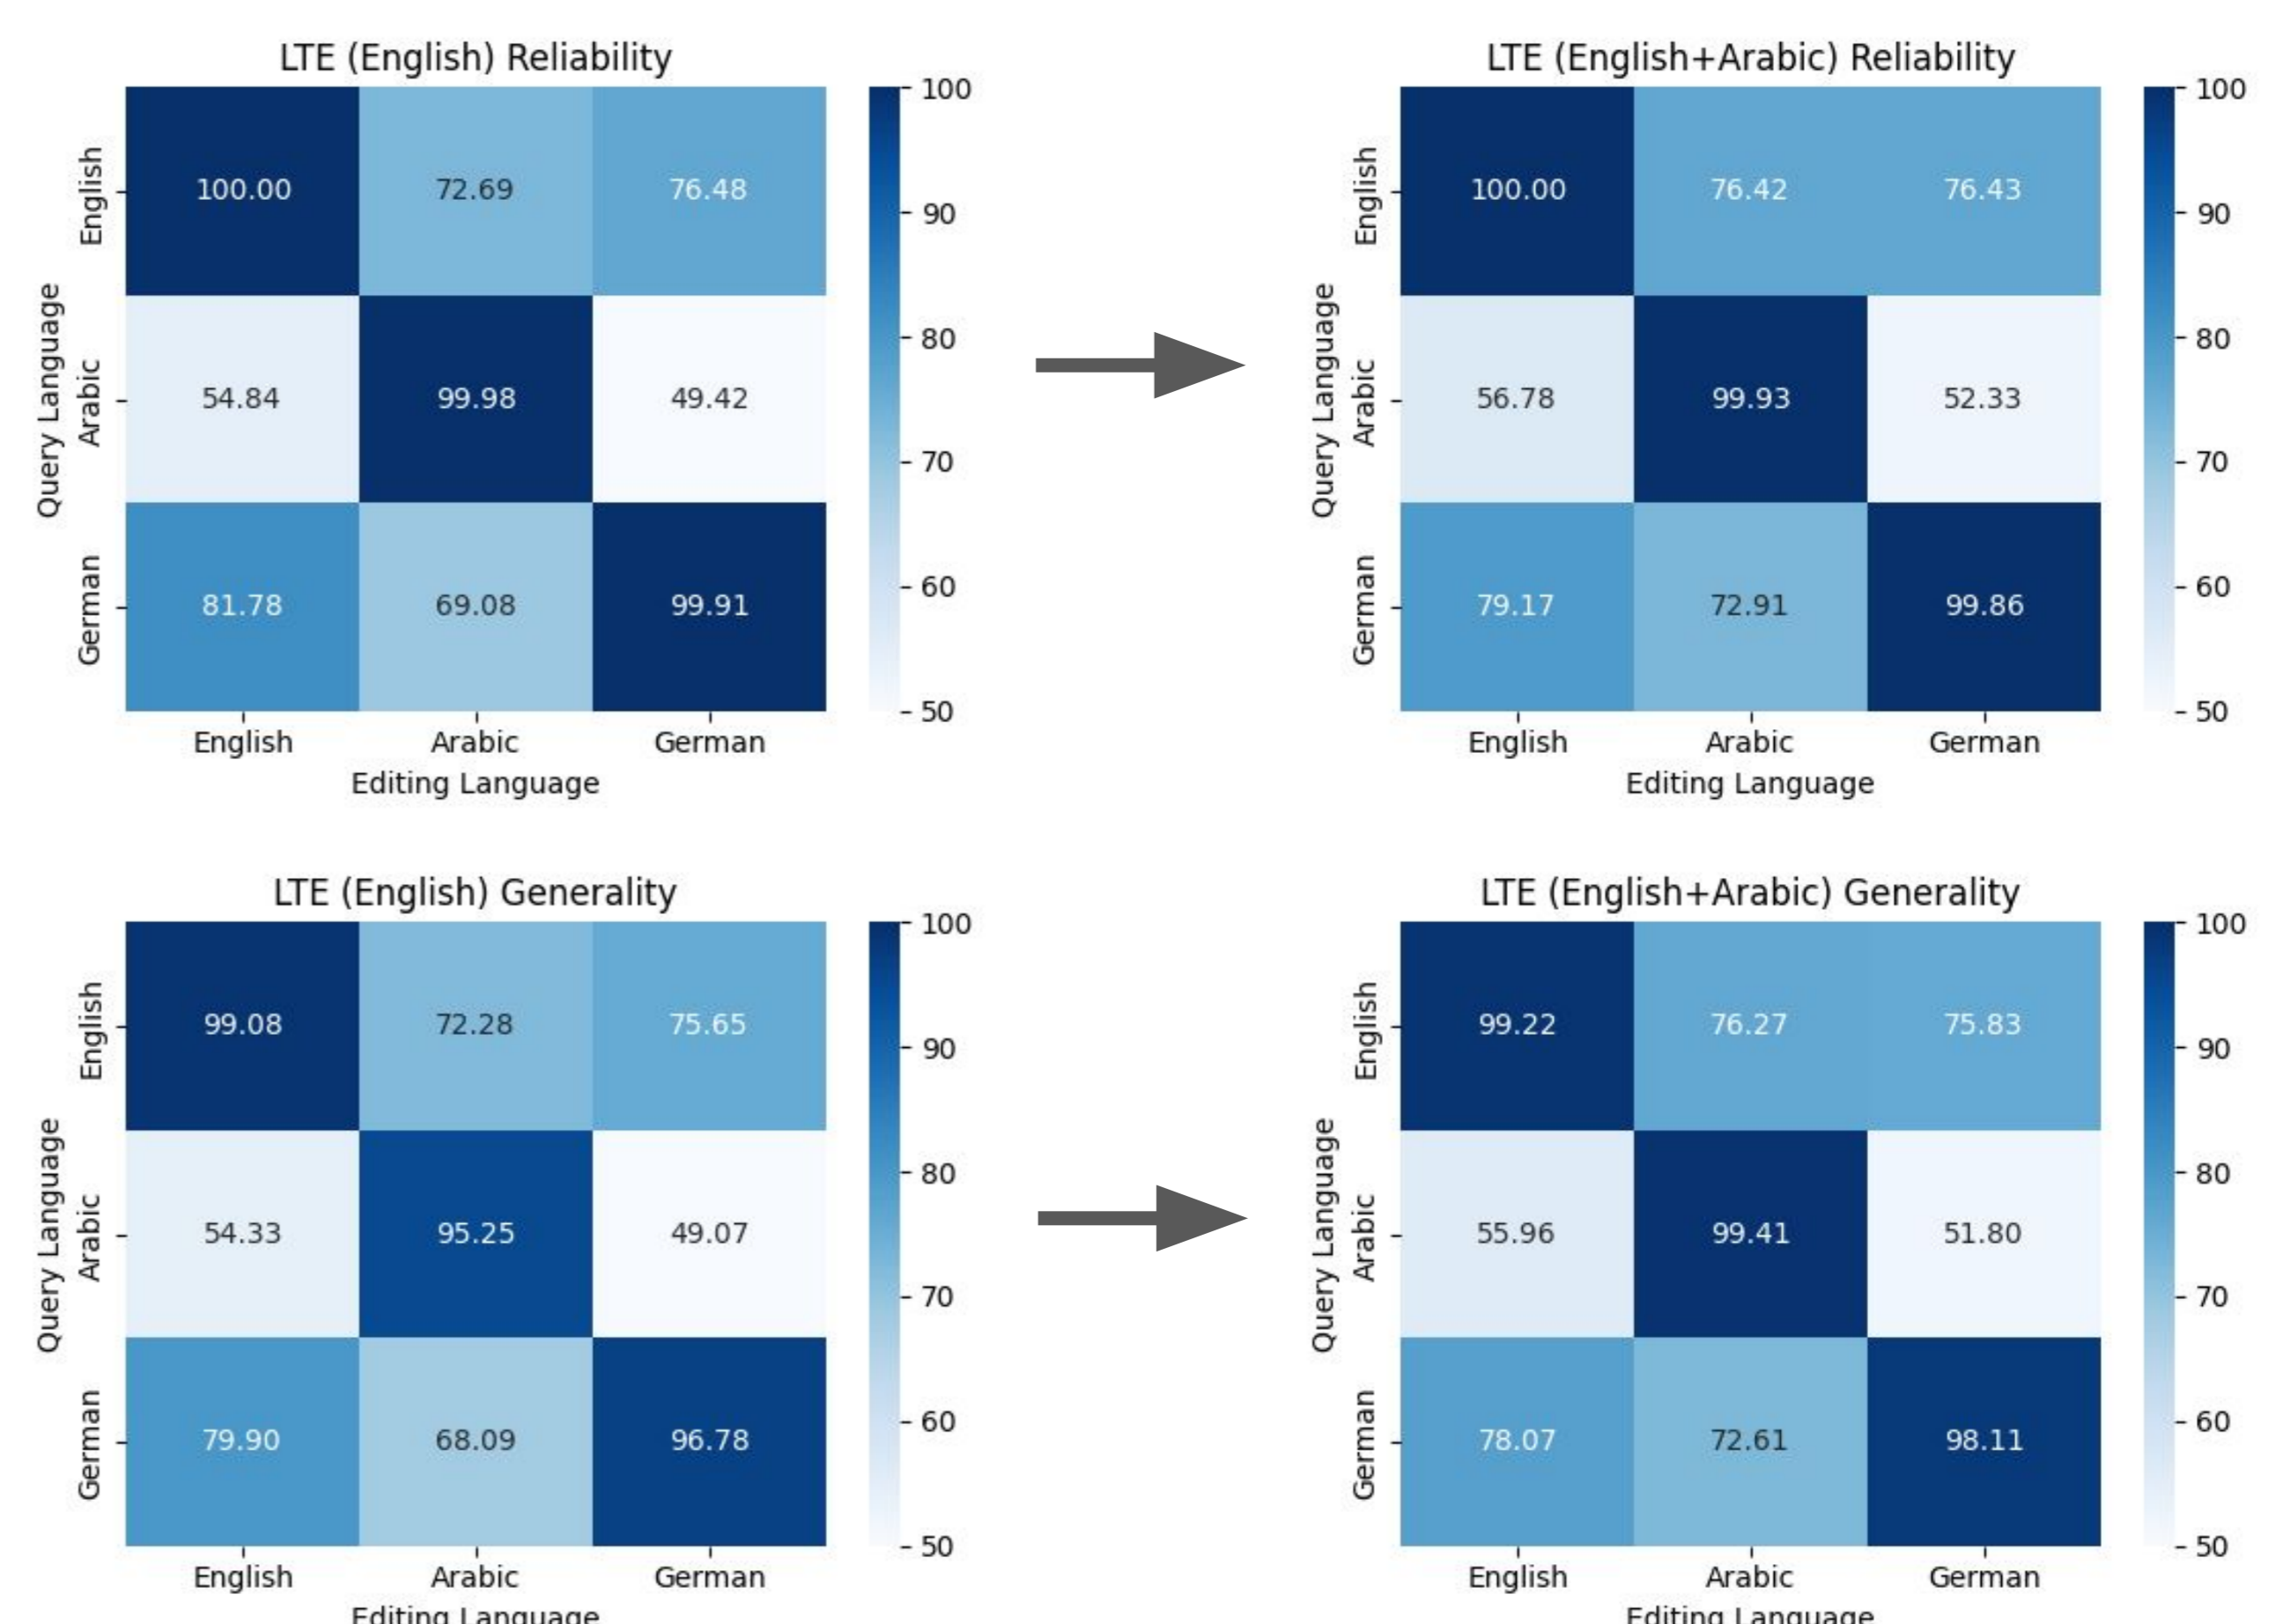 LTE (English) Reliability
100
90
80
70
60
50
Query Language
English
Arabic
German
100.00 72.69 76.48
54.84 99.98 49.42
81.78 69.08 99.91
English Arabic German
Editing Language
LTE (English+Arabic) Reliability
100
90
80
70
60
50
Query Language
English
Arabic
German
100.00 76.42 76.43
56.78 99.93 52.33
79.17 72.91 99.86
English Arabic German
Editing Language
LTE (English) Generality
100
90
80
70
60
50
Query Language
English
Arabic
German
99.08 72.28 75.65
54.33 95.25 49.07
79.90 68.09 96.78
English Arabic German
Editing Language
LTE (English+Arabic) Generality
100
90
80
70
60
50
Query Language
English
Arabic
German
99.22 76.27 75.83
55.96 99.41 51.80
78.07 72.61 98.11
English Arabic German
Editing Language